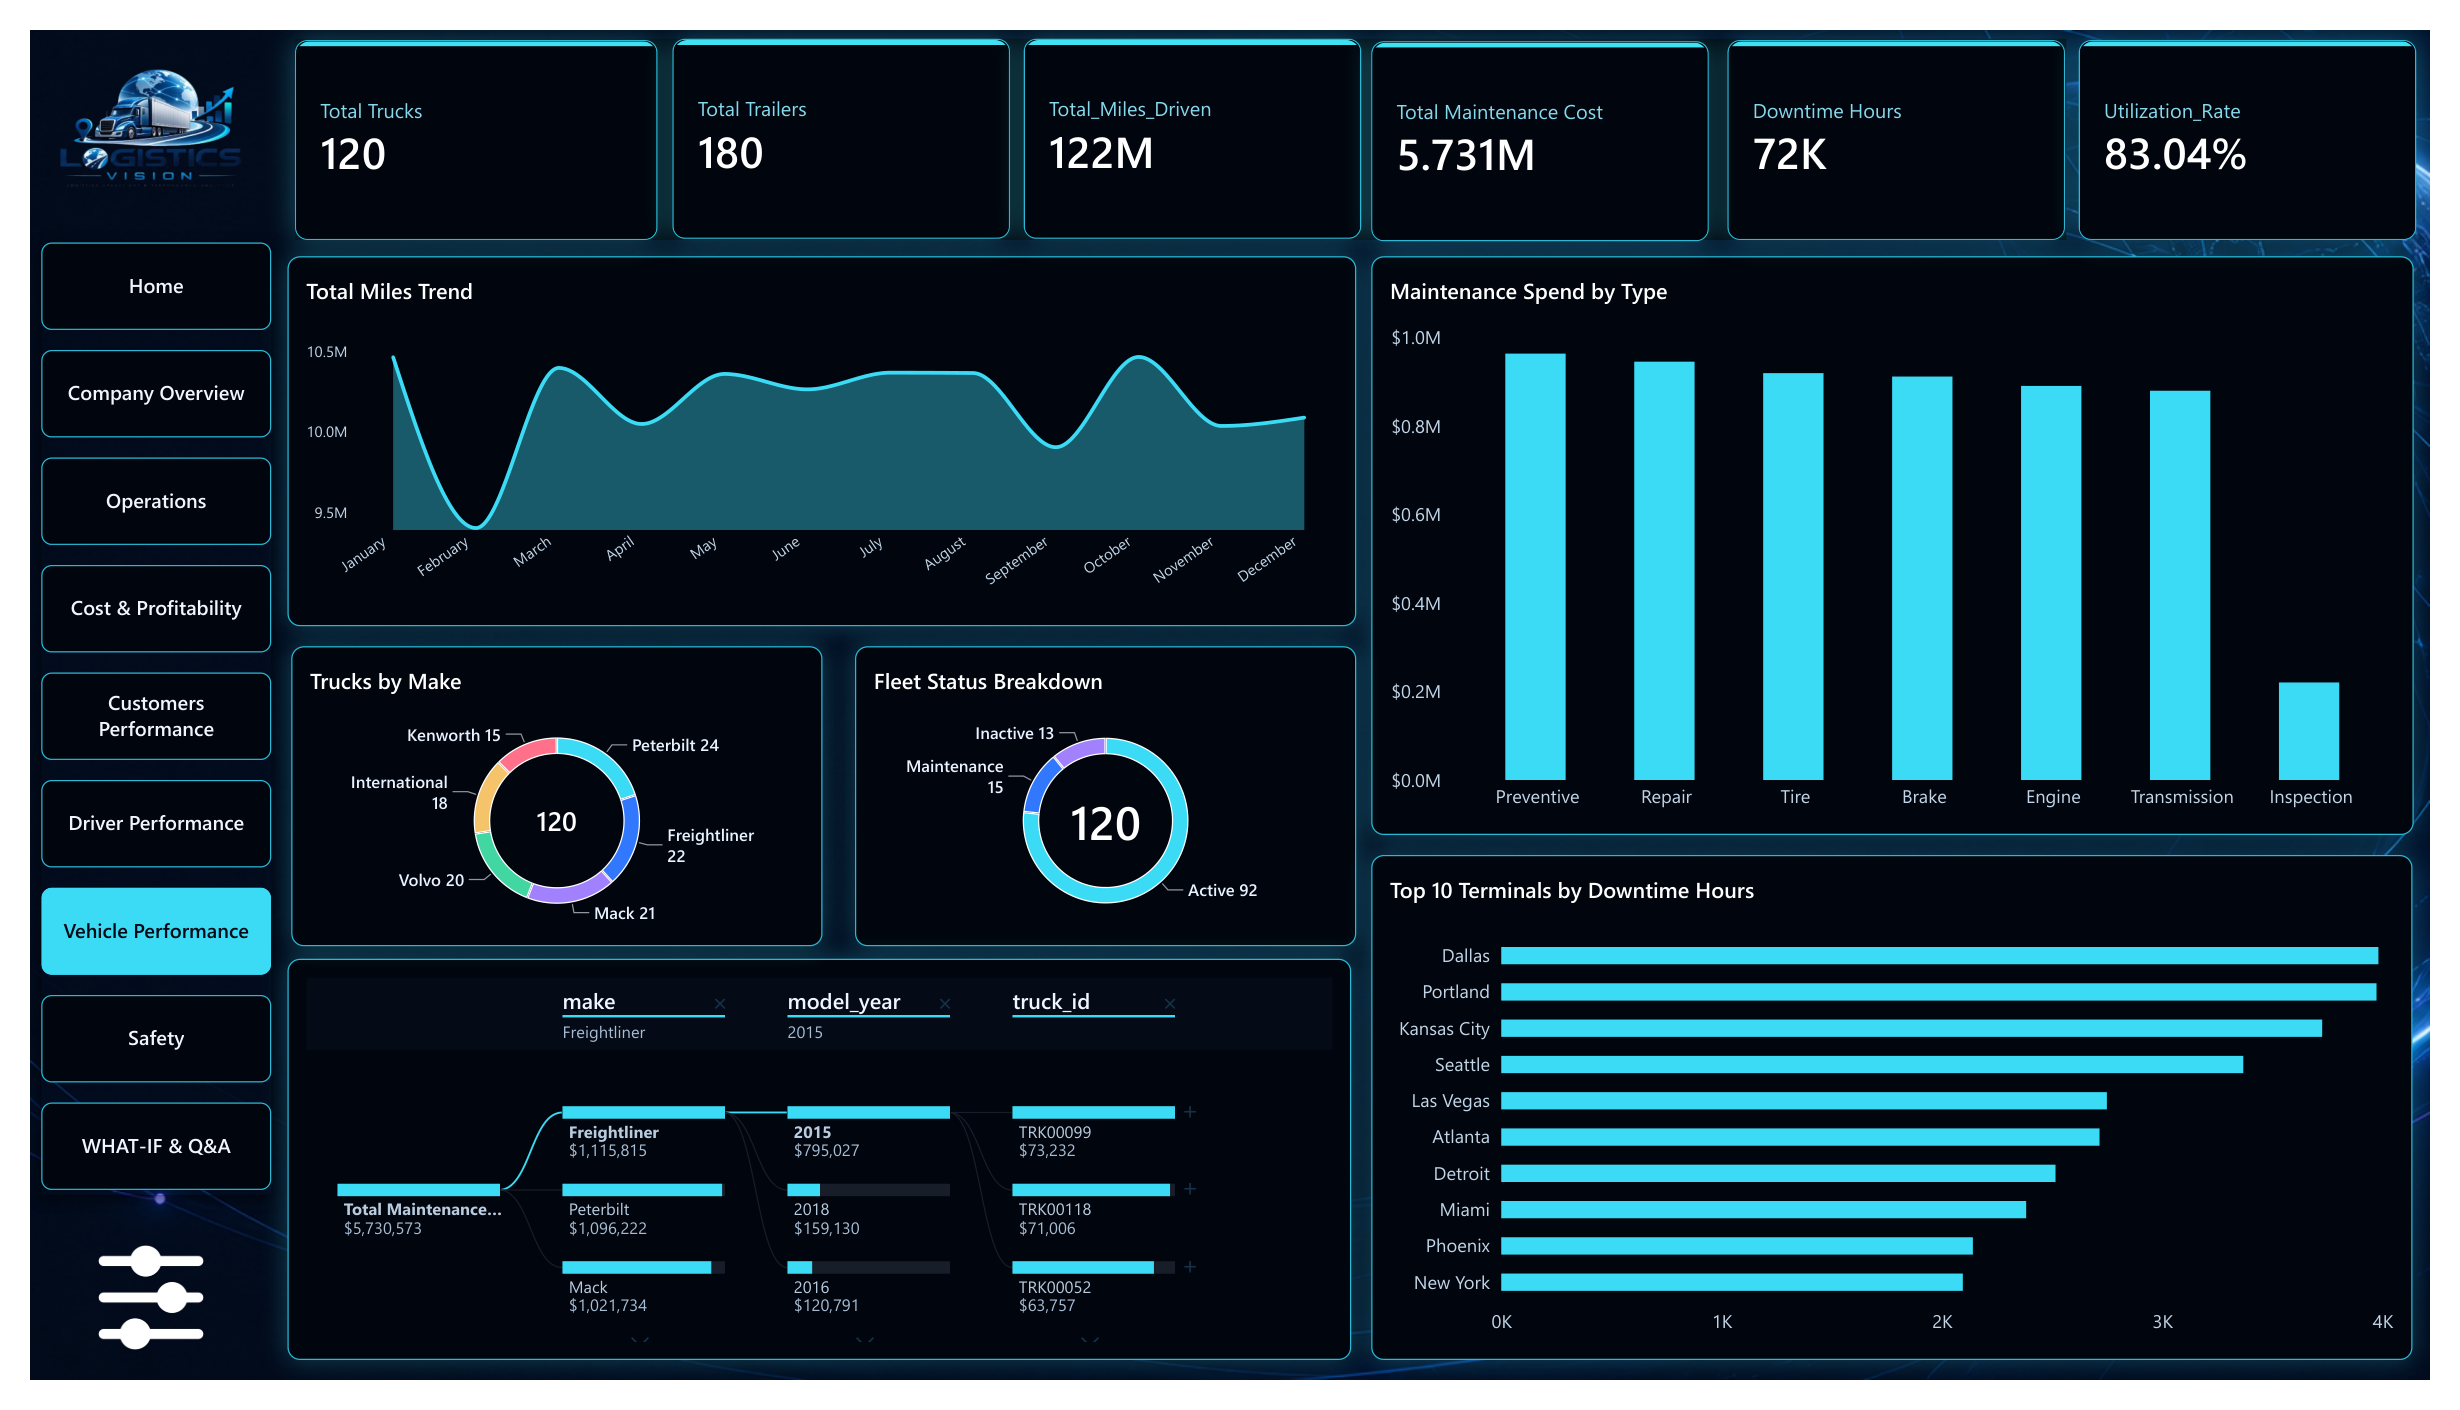 LOGISTICS
VISION
Home
Company Overview
Operations
Cost & Profitability
Customers
Performance
Driver Performance
Vehicle Performance
Safety
WHAT-IF & Q&A
Total Trucks
120
Total Trailers
180
Total_Miles_Driven
122M
Total Maintenance Cost
5.731M
Downtime Hours
72K
Utilization_Rate
83.04%
Total Miles Trend
10.5M
10.0M
9.5M
January
February
March
April
May
June
July
August
September
October
November
December
Maintenance Spend by Type
$1.0M
$0.8M
$0.6M
$0.4M
$0.2M
$0.0M
Preventive
Repair
Tire
Brake
Engine
Transmission
Inspection
Trucks by Make
Kenworth 15
Peterbilt 24
International
18
Freightliner
22
Volvo 20
Mack 21
120
Fleet Status Breakdown
Inactive 13
Maintenance
15
Active 92
120
make
Freightliner
model_year
2015
truck_id
Total Maintenance...
$5,730,573
Freightliner
$1,115,815
Peterbilt
$1,096,222
Mack
$1,021,734
2015
$795,027
2018
$159,130
2016
$120,791
TRK00099
$73,232
TRK00118
$71,006
TRK00052
$63,757
Top 10 Terminals by Downtime Hours
Dallas
Portland
Kansas City
Seattle
Las Vegas
Atlanta
Detroit
Miami
Phoenix
New York
0K
1K
2K
3K
4K